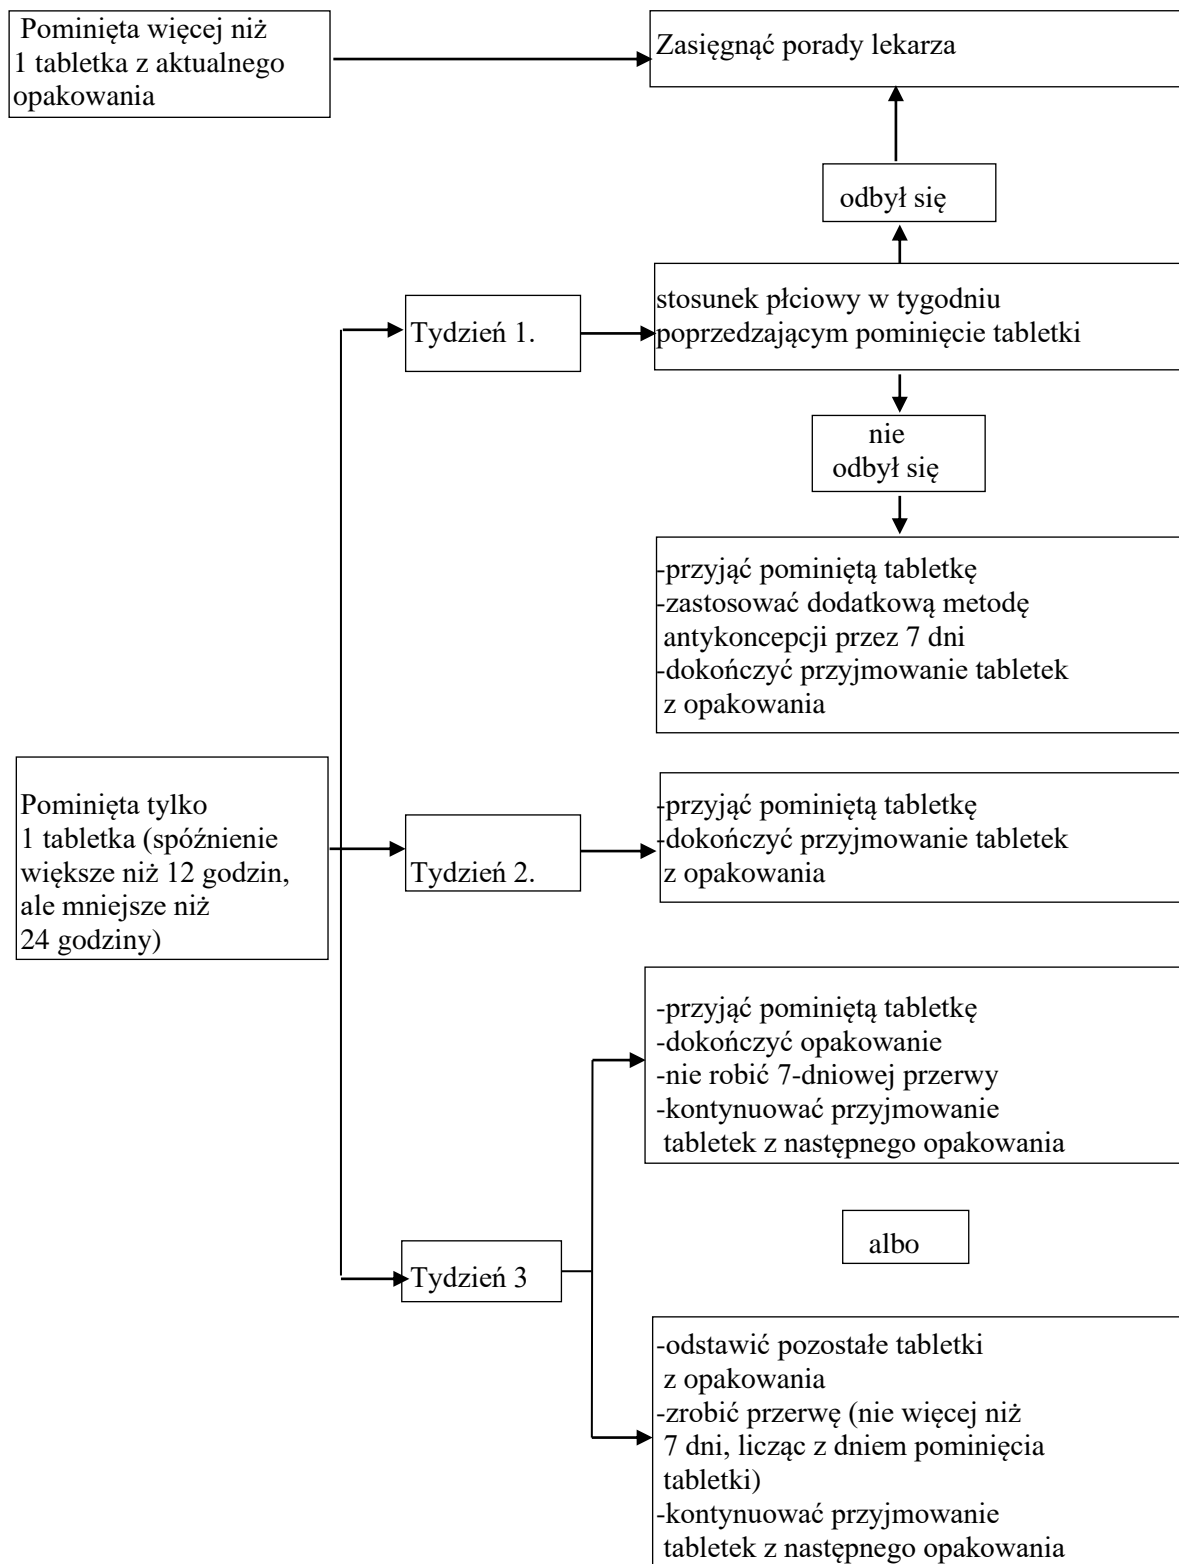 Pominięta więcej niż
1 tabletka z aktualnego
opakowania
Zasięgnąć porady lekarza
odbył się
Tydzień 1.
stosunek płciowy w tygodniu
poprzedzającym pominięcie tabletki
nie
odbył się
-przyjąć pominiętą tabletkę
-zastosować dodatkową metodę
antykoncepcji przez 7 dni
-dokończyć przyjmowanie tabletek
z opakowania
Pominięta tylko
1 tabletka (spóźnienie
większe niż 12 godzin,
ale mniejsze niż
24 godziny)
Tydzień 2.
-przyjąć pominiętą tabletkę
-dokończyć przyjmowanie tabletek
z opakowania
-przyjąć pominiętą tabletkę
-dokończyć opakowanie
-nie robić 7-dniowej przerwy
-kontynuować przyjmowanie
tabletek z następnego opakowania
albo
Tydzień 3
-odstawić pozostałe tabletki
z opakowania
-zrobić przerwę (nie więcej niż
7 dni, licząc z dniem pominięcia
tabletki)
-kontynuować przyjmowanie
tabletek z następnego opakowania